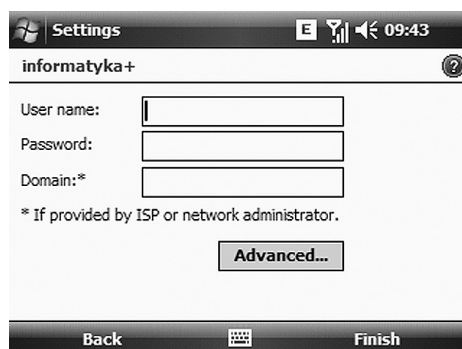 Settings E 09:43
informatyka+ ?
User name:
Password:
Domain:*
* If provided by ISP or network administrator.
Advanced...
Back Finish